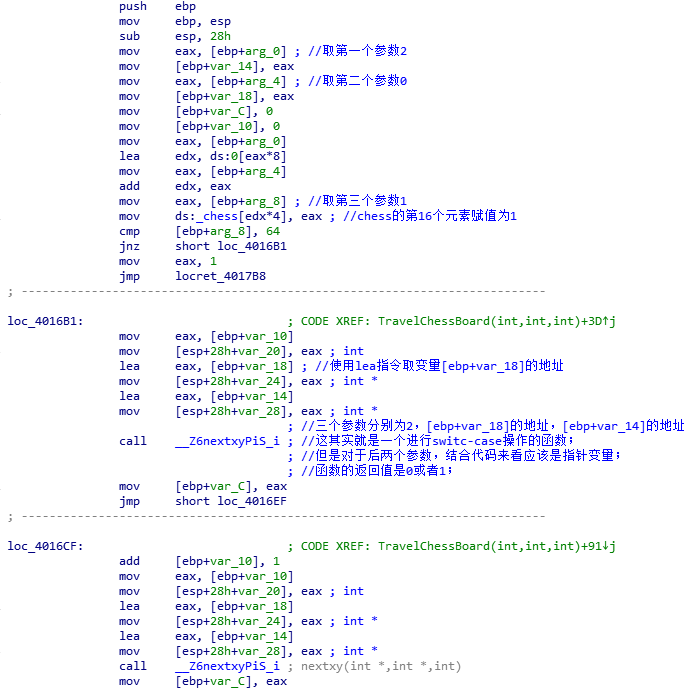 push    ebp
mov     ebp, esp
sub     esp, 28h
mov     eax, [ebp+arg_0] ; //取第一个参数2
mov     [ebp+var_14], eax
mov     eax, [ebp+arg_4] ; //取第二个参数0
mov     [ebp+var_18], eax
mov     [ebp+var_C], 0
mov     [ebp+var_10], 0
mov     eax, [ebp+arg_0]
lea     edx, ds:0[eax*8]
mov     eax, [ebp+arg_4]
add     edx, eax
mov     eax, [ebp+arg_8] ; //取第三个参数1
mov     ds:_chess[edx*4], eax ; //chess的第16个元素赋值为1
cmp     [ebp+arg_8], 64
jnz     short loc_4016B1
mov     eax, 1
jmp     locret_4017B8
; ---------------------------------------------------------------------------
loc_4016B1:                             ; CODE XREF: TravelChessBoard(int,int,int)+3D↑j
mov     eax, [ebp+var_10]
mov     [esp+28h+var_20], eax ; int
lea     eax, [ebp+var_18] ; //使用lea指令取变量[ebp+var_18]的地址
mov     [esp+28h+var_24], eax ; int *
lea     eax, [ebp+var_14]
mov     [esp+28h+var_28], eax ; int *
; //三个参数分别为2，[ebp+var_18]的地址，[ebp+var_14]的地址
call    __Z6nextxyPiS_i ; //这其实就是一个进行switc-case操作的函数；
; //但是对于后两个参数，结合代码来看应该是指针变量；
; //函数的返回值是0或者1；
mov     [ebp+var_C], eax
jmp     short loc_4016EF
; ---------------------------------------------------------------------------
loc_4016CF:                             ; CODE XREF: TravelChessBoard(int,int,int)+91↓j
add     [ebp+var_10], 1
mov     eax, [ebp+var_10]
mov     [esp+28h+var_20], eax ; int
lea     eax, [ebp+var_18]
mov     [esp+28h+var_24], eax ; int *
lea     eax, [ebp+var_14]
mov     [esp+28h+var_28], eax ; int *
call    __Z6nextxyPiS_i ; nextxy(int *,int *,int)
mov     [ebp+var_C], eax